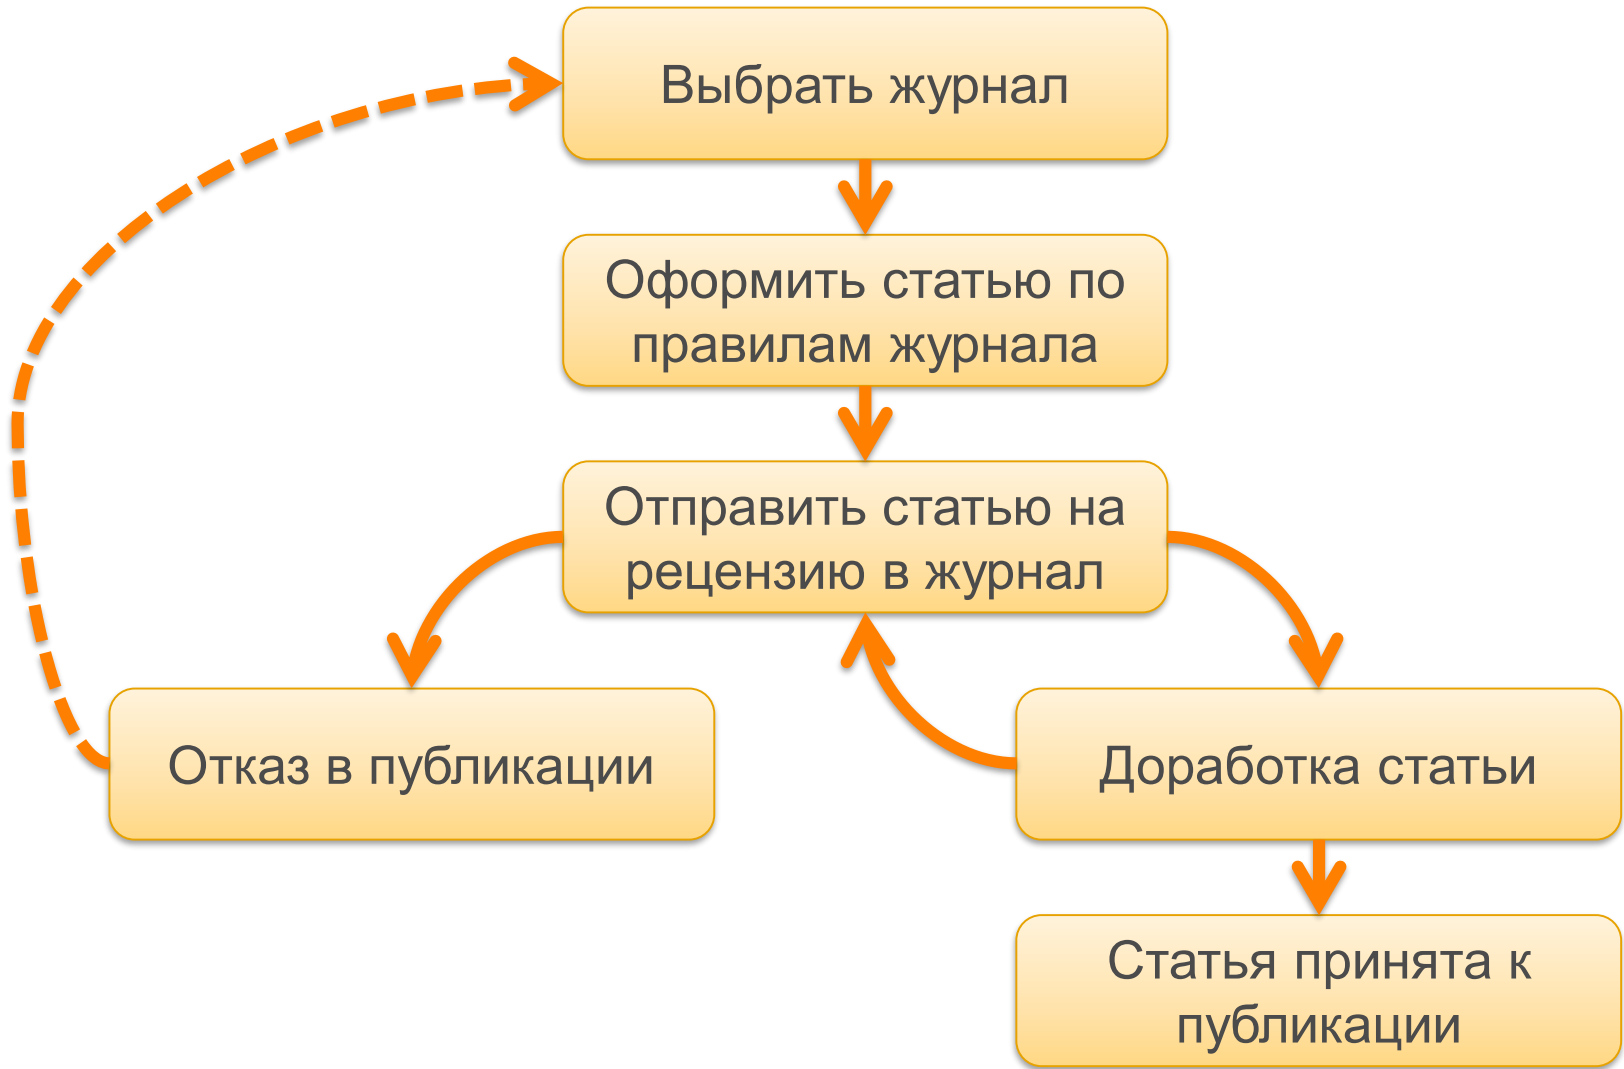 Выбрать журнал
Оформить статью по
правилам журнала
Отправить статью на
рецензию в журнал
Отказ в публикации
Доработка статьи
Статья принята к
публикации